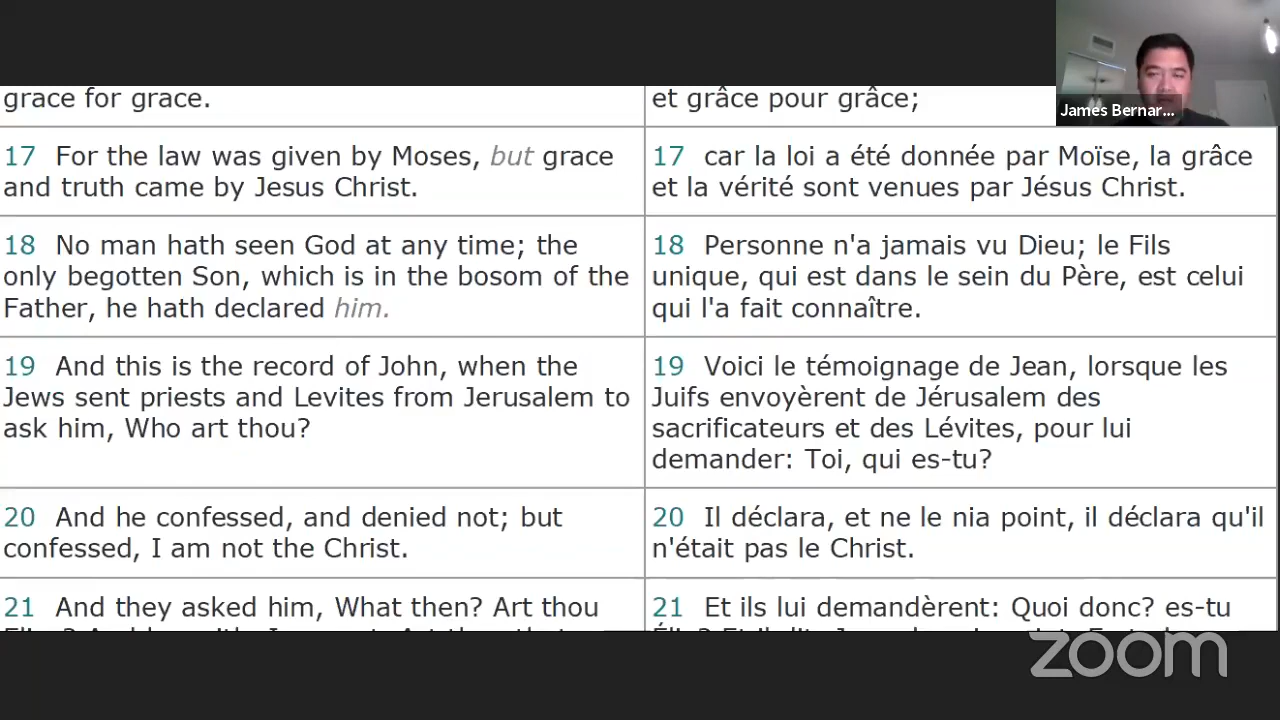 grace for grace.
et grâce pour grâce;
James Bernar...
17 For the law was given by Moses, but grace
and truth came by Jesus Christ.
17 car la loi a été donnée par Moïse, la grâce
et la vérité sont venues par Jésus Christ.
18 No man hath seen God at any time; the
only begotten Son, which is in the bosom of the
Father, he hath declared him.
18 Personne n'a jamais vu Dieu; le Fils
unique, qui est dans le sein du Père, est celui
qui l'a fait connaître.
19 And this is the record of John, when the
Jews sent priests and Levites from Jerusalem to
ask him, Who art thou?
19 Voici le témoignage de Jean, lorsque les
Juifs envoyèrent de Jérusalem des
sacrificateurs et des Lévites, pour lui
demander: Toi, qui es-tu?
20 And he confessed, and denied not; but
confessed, I am not the Christ.
20 Il déclara, et ne le nia point, il déclara qu'il
n'était pas le Christ.
21 And they asked him, What then? Art thou
21 Et ils lui demandèrent: Quoi donc? es-tu
zoom